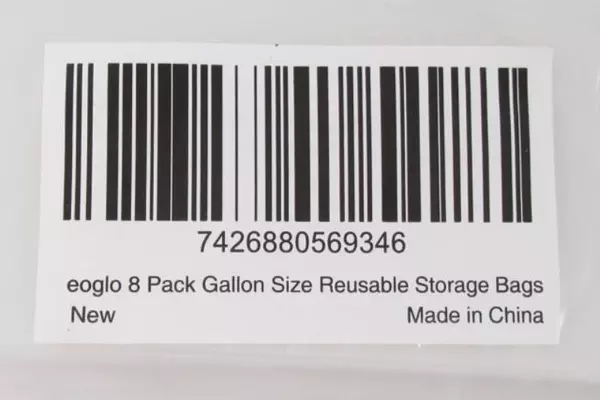 7426880569346
eoglo 8 Pack Gallon Size Reusable Storage Bags
New Made in China